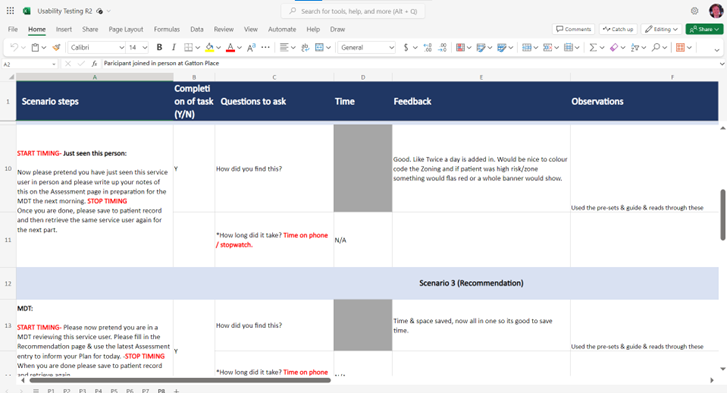 Usability Testing R2
Search for tools, help, and more (Alt + Q)
File Home Insert Share Page Layout Formulas Data Review View Automate Help Draw
Comments Catch up Editing Share
Calibri 14 B General
A2 fx Paricipant joined in person at Gatton Place
A B C D E F
1 Scenario steps Completi
on of task
(Y/N) Questions to ask Time Feedback Observations
10 START TIMING- Just seen this person:
Now please pretend you have just seen this service
user in person and please write up your notes of
this on the Assessment page in preparation for the
MDT the next morning. STOP TIMING
Once you are done, please save to patient record
and then retrieve the same service user again for
the next part.
Y
How did you find this?
Good. Like Twice a day is added in. Would be nice to colour
code the Zoning and if patient was high risk/zone
something would flas red or a whole banner would show.
Used the pre-sets & guide & reads through these
11 *How long did it take? Time on phone
/ stopwatch.
N/A
12 Scenario 3 (Recommendation)
13 MDT:
START TIMING- Please now pretend you are in a
MDT reviewing this service user. Please fill in the
Recommendation page & use the latest Assessment
entry to inform your Plan for today. -STOP TIMING
When you are done please save to patient record
and retrieve again
Y
How did you find this?
Time & space saved, now all in one so its good to save
time.
Used the pre-sets & guide & reads through these
*How long did it take? Time on phone
P1 P2 P3 P4 P5 P6 P7 P8